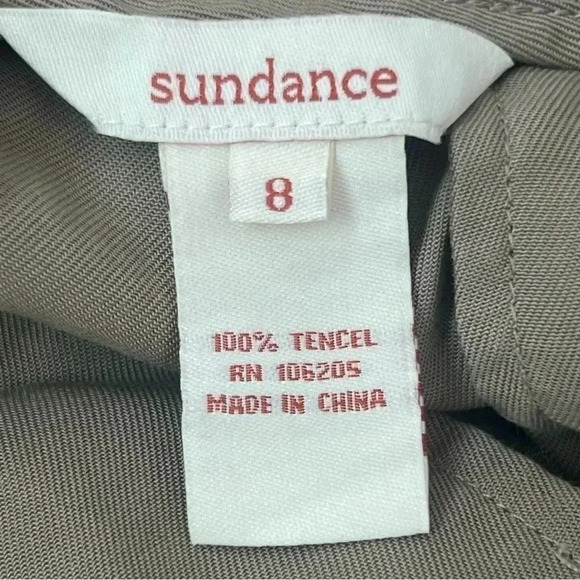 sundance
8
100% TENCEL
RN 106205
MADE IN CHINA